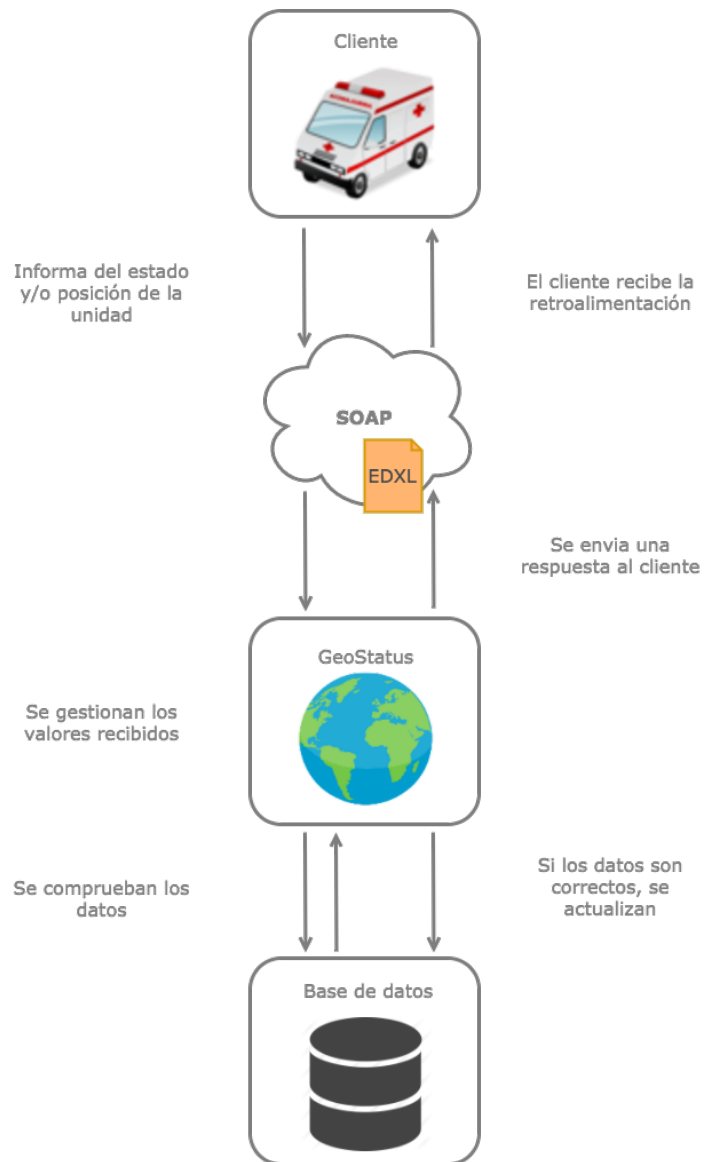 Cliente
Informa del estado
y/o posición de la
unidad
El cliente recibe la
retroalimentación
SOAP
EDXL
Se envia una
respuesta al cliente
GeoStatus
Se gestionan los
valores recibidos
Se comprueban los
datos
Si los datos son
correctos, se
actualizan
Base de datos